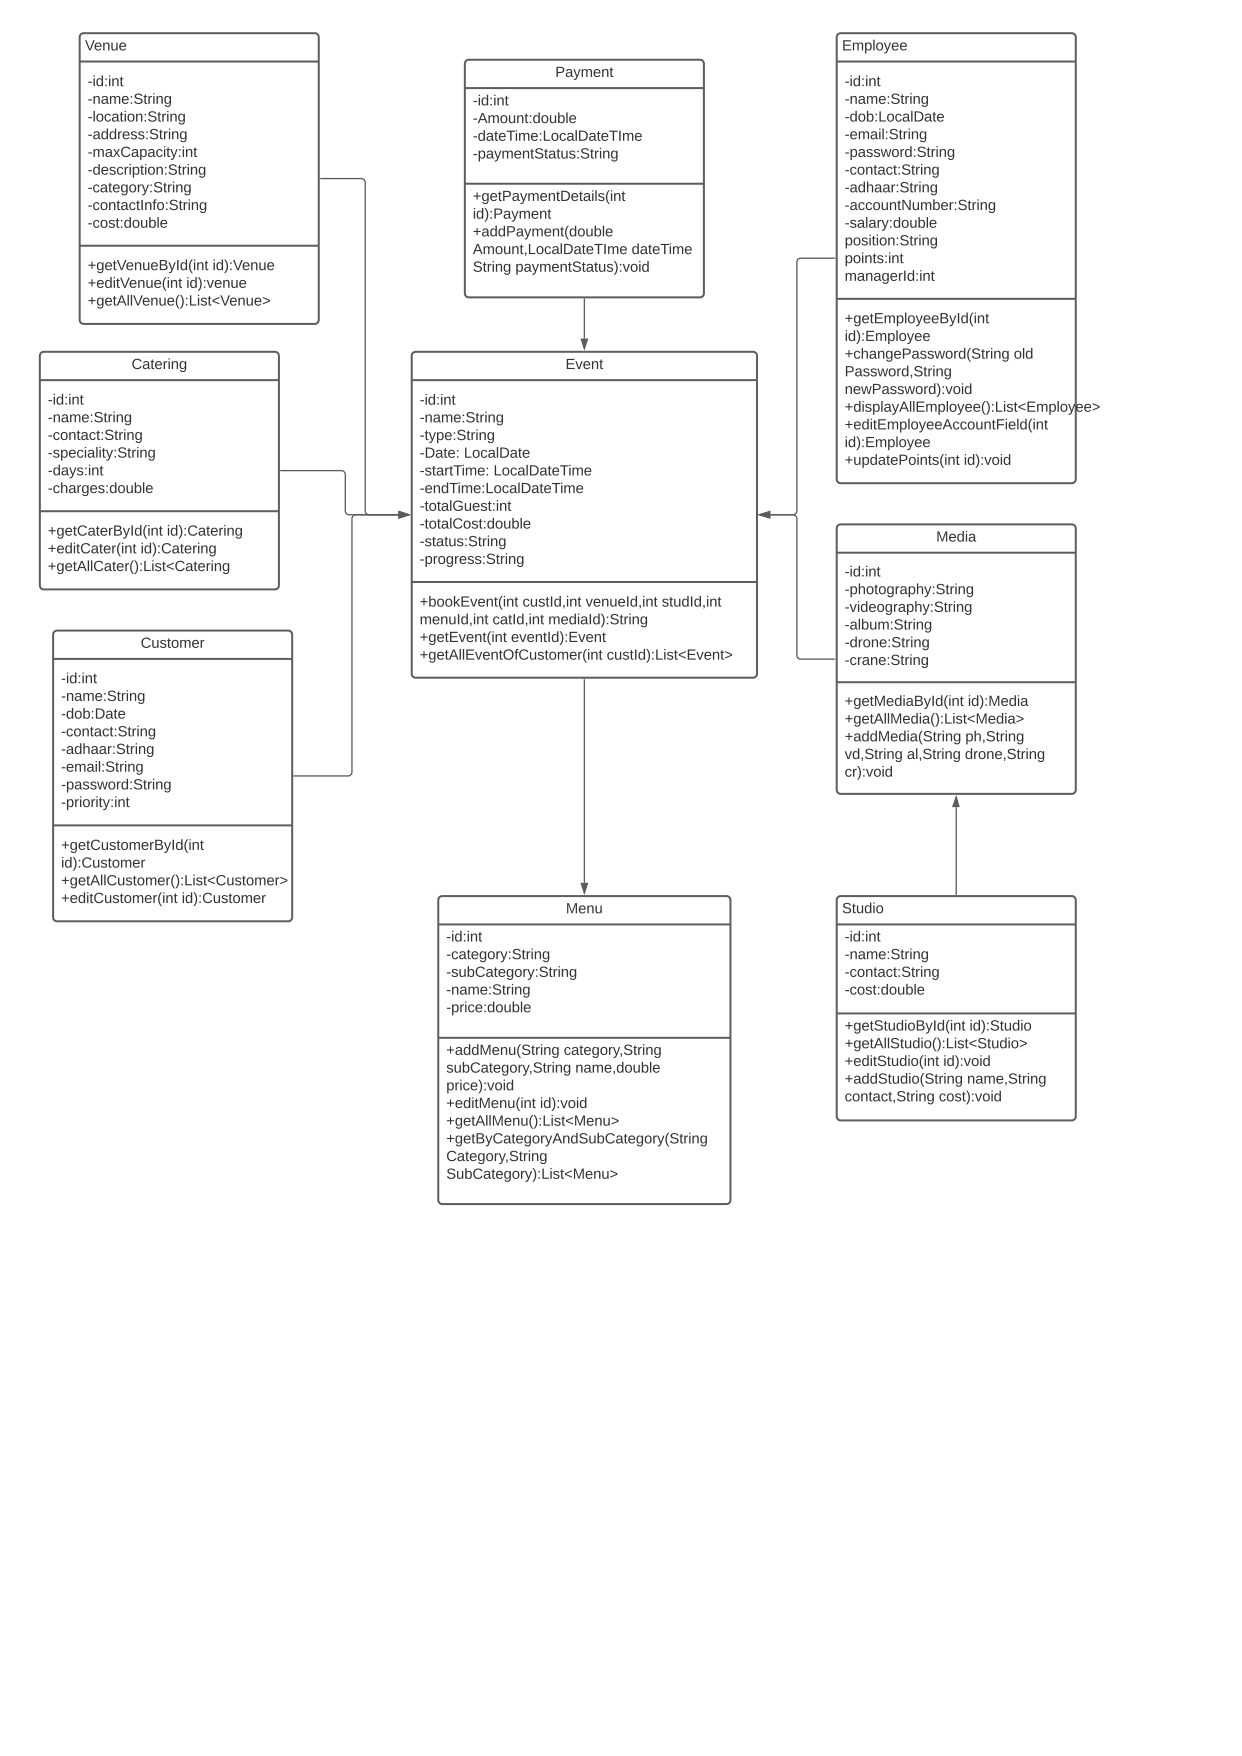 Venue
-id:int
-name:String
-location:String
-address:String
-maxCapacity:int
-description:String
-category:String
-contactInfo:String
-cost:double
+getVenueById(int id):Venue
+editVenue(int id):venue
+getAllVenue():List<Venue>
Payment
-id:int
-Amount:double
-dateTime:LocalDateTIme
-paymentStatus:String
+getPaymentDetails(int
id):Payment
+addPayment(double
Amount,LocalDateTIme dateTime
String paymentStatus):void
Employee
-id:int
-name:String
-dob:LocalDate
-email:String
-password:String
-contact:String
-adhaar:String
-accountNumber:String
-salary:double
position:String
points:int
managerId:int
+getEmployeeById(int
id):Employee
+changePassword(String old
Password,String
newPassword):void
+displayAllEmployee():List<Employee>
+editEmployeeAccountField(int
id):Employee
+updatePoints(int id):void
Catering
-id:int
-name:String
-contact:String
-speciality:String
-days:int
-charges:double
+getCaterById(int id):Catering
+editCater(int id):Catering
+getAllCater():List<Catering
Event
-id:int
-name:String
-type:String
-Date: LocalDate
-startTime: LocalDateTime
-endTime:LocalDateTime
-totalGuest:int
-totalCost:double
-status:String
-progress:String
+bookEvent(int custId,int venueId,int studId,int
menuId,int catId,int mediaId):String
+getEvent(int eventId):Event
+getAllEventOfCustomer(int custId):List<Event>
Media
-id:int
-photography:String
-videography:String
-album:String
-drone:String
-crane:String
+getMediaById(int id):Media
+getAllMedia():List<Media>
+addMedia(String ph,String
vd,String al,String drone,String
cr):void
Customer
-id:int
-name:String
-dob:Date
-contact:String
-adhaar:String
-email:String
-password:String
-priority:int
+getCustomerById(int
id):Customer
+getAllCustomer():List<Customer>
+editCustomer(int id):Customer
Menu
-id:int
-category:String
-subCategory:String
-name:String
-price:double
+addMenu(String category,String
subCategory,String name,double
price):void
+editMenu(int id):void
+getAllMenu():List<Menu>
+getByCategoryAndSubCategory(String
Category,String
SubCategory):List<Menu>
Studio
-id:int
-name:String
-contact:String
-cost:double
+getStudioById(int id):Studio
+getAllStudio():List<Studio>
+editStudio(int id):void
+addStudio(String name,String
contact,String cost):void